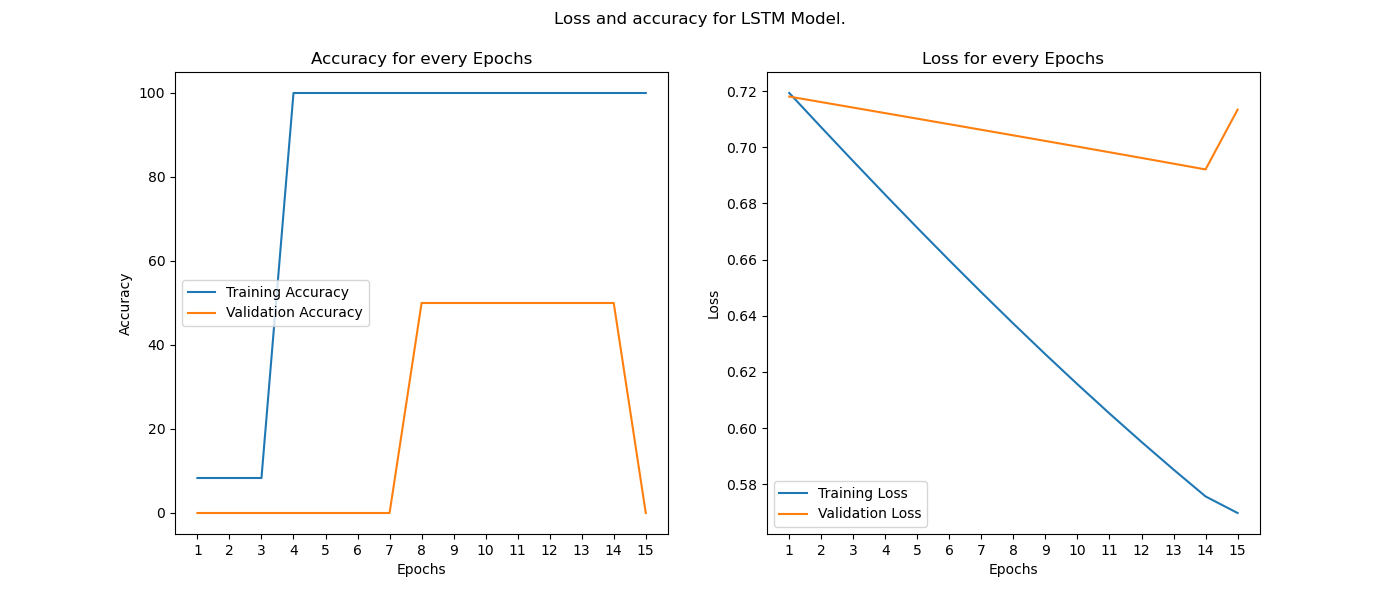 Loss and accuracy for LSTM Model.
Accuracy for every Epochs
100
80
60
40
20
0
Accuracy
Training Accuracy
Validation Accuracy
1 2 3 4 5 6 7 8 9 10 11 12 13 14 15
Epochs
Loss for every Epochs
0.72
0.70
0.68
0.66
0.64
0.62
0.60
0.58
Loss
Training Loss
Validation Loss
1 2 3 4 5 6 7 8 9 10 11 12 13 14 15
Epochs